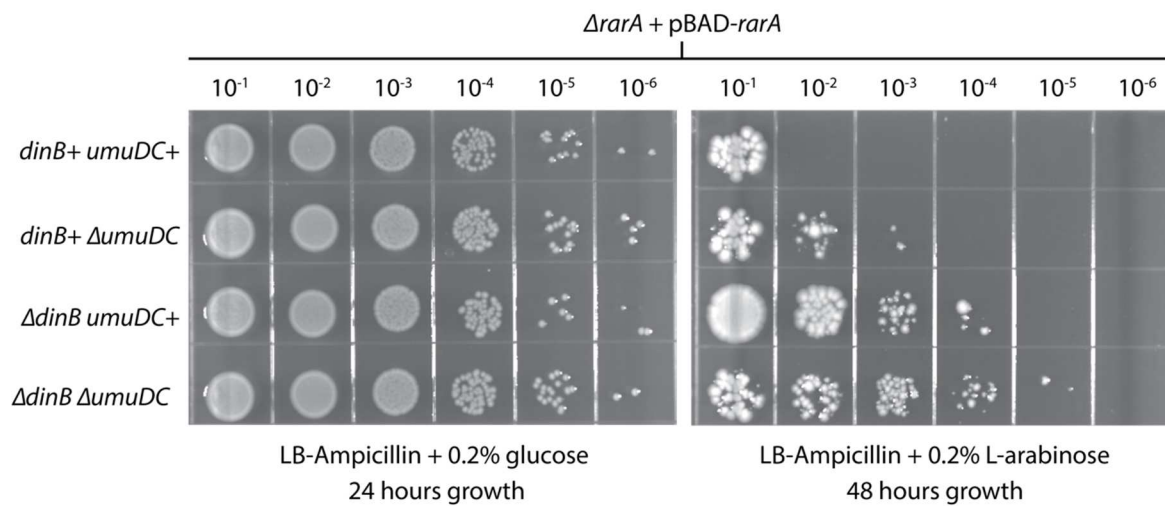 ΔrarA + pBAD-rarA
10⁻¹ 10⁻² 10⁻³ 10⁻⁴ 10⁻⁵ 10⁻⁶ 10⁻¹ 10⁻² 10⁻³ 10⁻⁴ 10⁻⁵ 10⁻⁶
dinB+ umuDC+
dinB+ ΔumuDC
ΔdinB umuDC+
ΔdinB ΔumuDC
LB-Ampicillin + 0.2% glucose
24 hours growth
LB-Ampicillin + 0.2% L-arabinose
48 hours growth